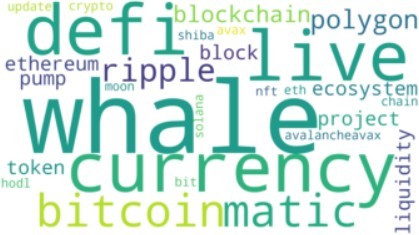 update crypto
defi
blockchain
polygon
shiba avax
live
ethereum
ripple
block
pump
moon
nft eth ecosystem
chain
whale
solana
project
avalancheavax
token
currency
liquidity
hodl
bit
bitcoin
matic